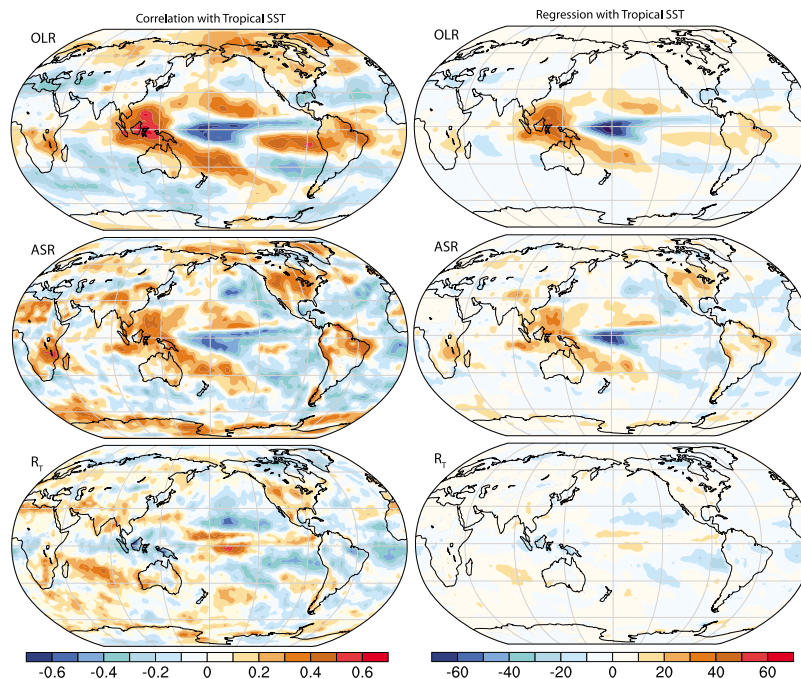 Correlation with Tropical SST
Regression with Tropical SST
OLR
OLR
ASR
ASR
R_T
R_T
-0.6 -0.4 -0.2 0 0.2 0.4 0.6
-60 -40 -20 0 20 40 60